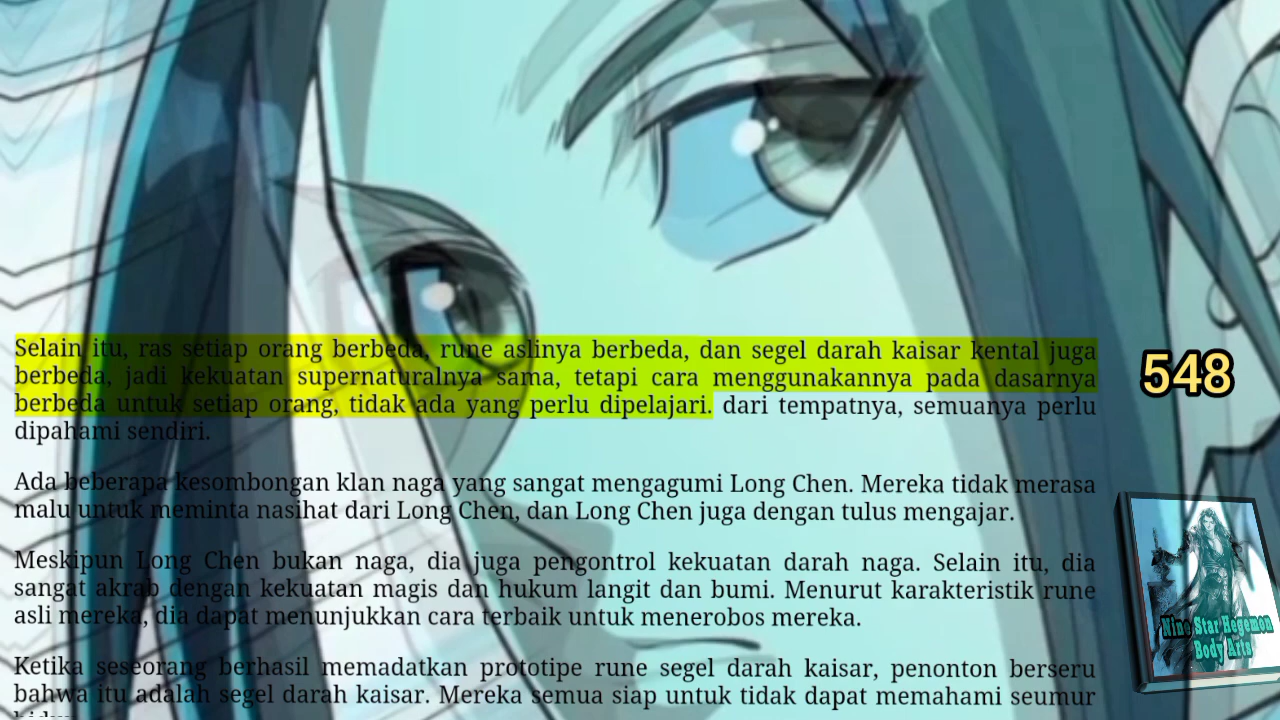 Selain itu, ras setiap orang berbeda, rune aslinya berbeda, dan segel darah kaisar kental juga
berbeda, jadi kekuatan supernaturalnya sama, tetapi cara menggunakannya pada dasarnya
berbeda untuk setiap orang, tidak ada yang perlu dipelajari. dari tempatnya, semuanya perlu
dipahami sendiri.
Ada beberapa kesombongan klan naga yang sangat mengagumi Long Chen. Mereka tidak merasa
malu untuk meminta nasihat dari Long Chen, dan Long Chen juga dengan tulus mengajar.
Meskipun Long Chen bukan naga, dia juga pengontrol kekuatan darah naga. Selain itu, dia
sangat akrab dengan kekuatan magis dan hukum langit dan bumi. Menurut karakteristik rune
asli mereka, dia dapat menunjukkan cara terbaik untuk menerobos mereka.
Ketika seseorang berhasil memadatkan prototipe rune segel darah kaisar, penonton berseru
bahwa itu adalah segel darah kaisar. Mereka semua siap untuk tidak dapat memahami seumur
548
Nine Star Hegemon
Body Arts